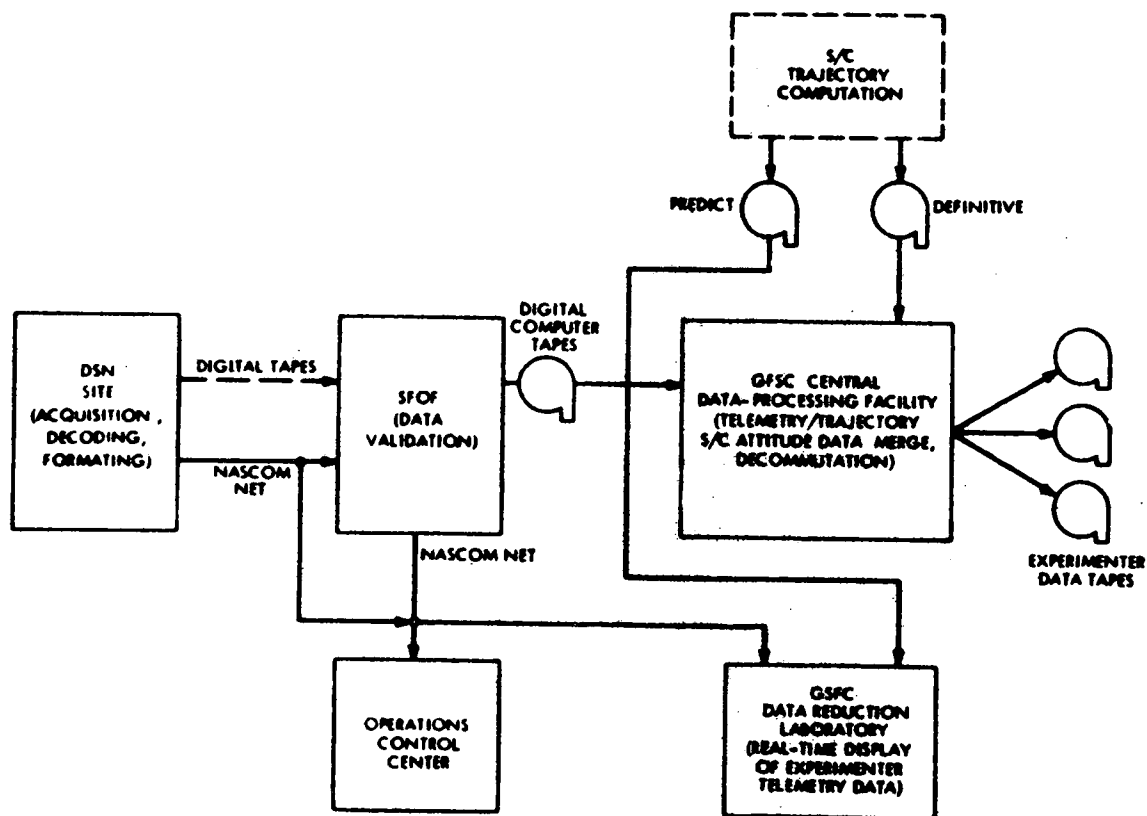 S/C
TRAJECTORY
COMPUTATION
PREDICT
DEFINITIVE
DSN
SITE
(ACQUISITION,
DECODING,
FORMATING)
DIGITAL TAPES
NASCOM
NET
SFOF
(DATA
VALIDATION)
DIGITAL
COMPUTER
TAPES
GFSC CENTRAL
DATA-PROCESSING FACILITY
(TELEMETRY/TRAJECTORY
S/C ATTITUDE DATA MERGE,
DECOMMUTATION)
EXPERIMENTER
DATA TAPES
NASCOM NET
OPERATIONS
CONTROL
CENTER
GSFC
DATA REDUCTION
LABORATORY
(REAL-TIME DISPLAY
OF EXPERIMENTER
TELEMETRY DATA)